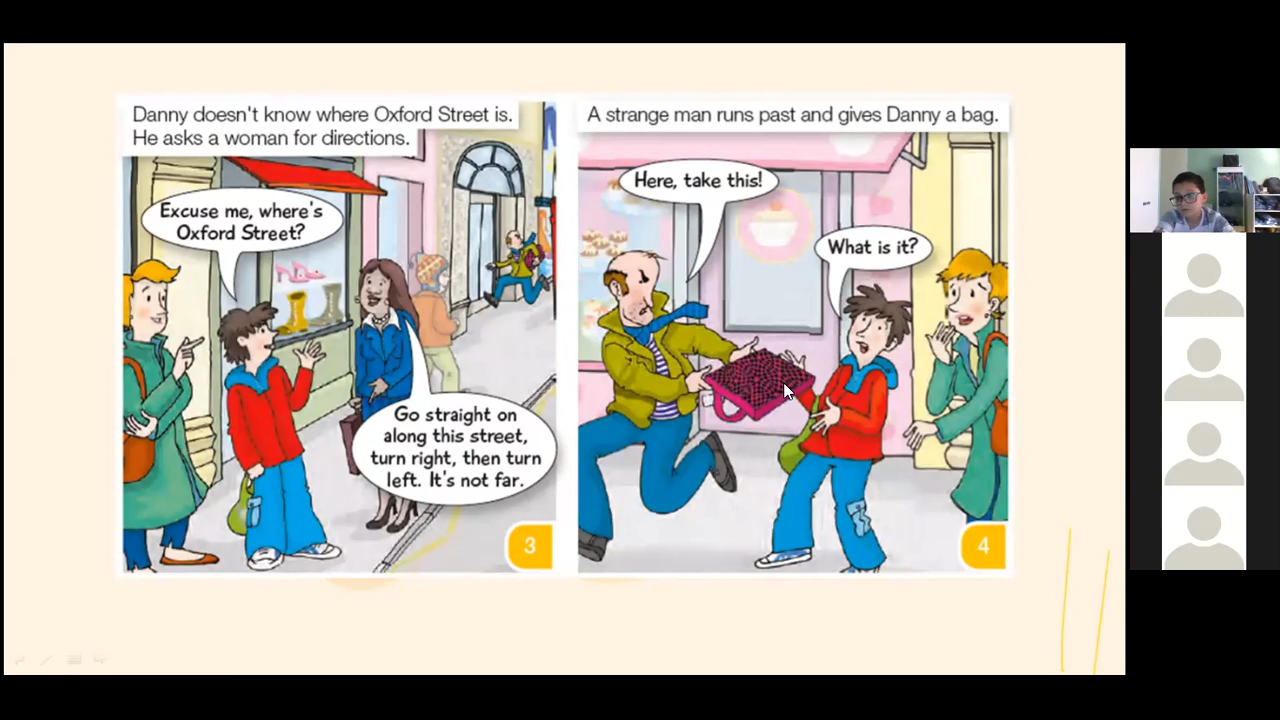 Danny doesn't know where Oxford Street is.
He asks a woman for directions.
Excuse me, where's
Oxford Street?
Go straight on
along this street,
turn right, then turn
left. It's not far.
3
A strange man runs past and gives Danny a bag.
Here, take this!
What is it?
4